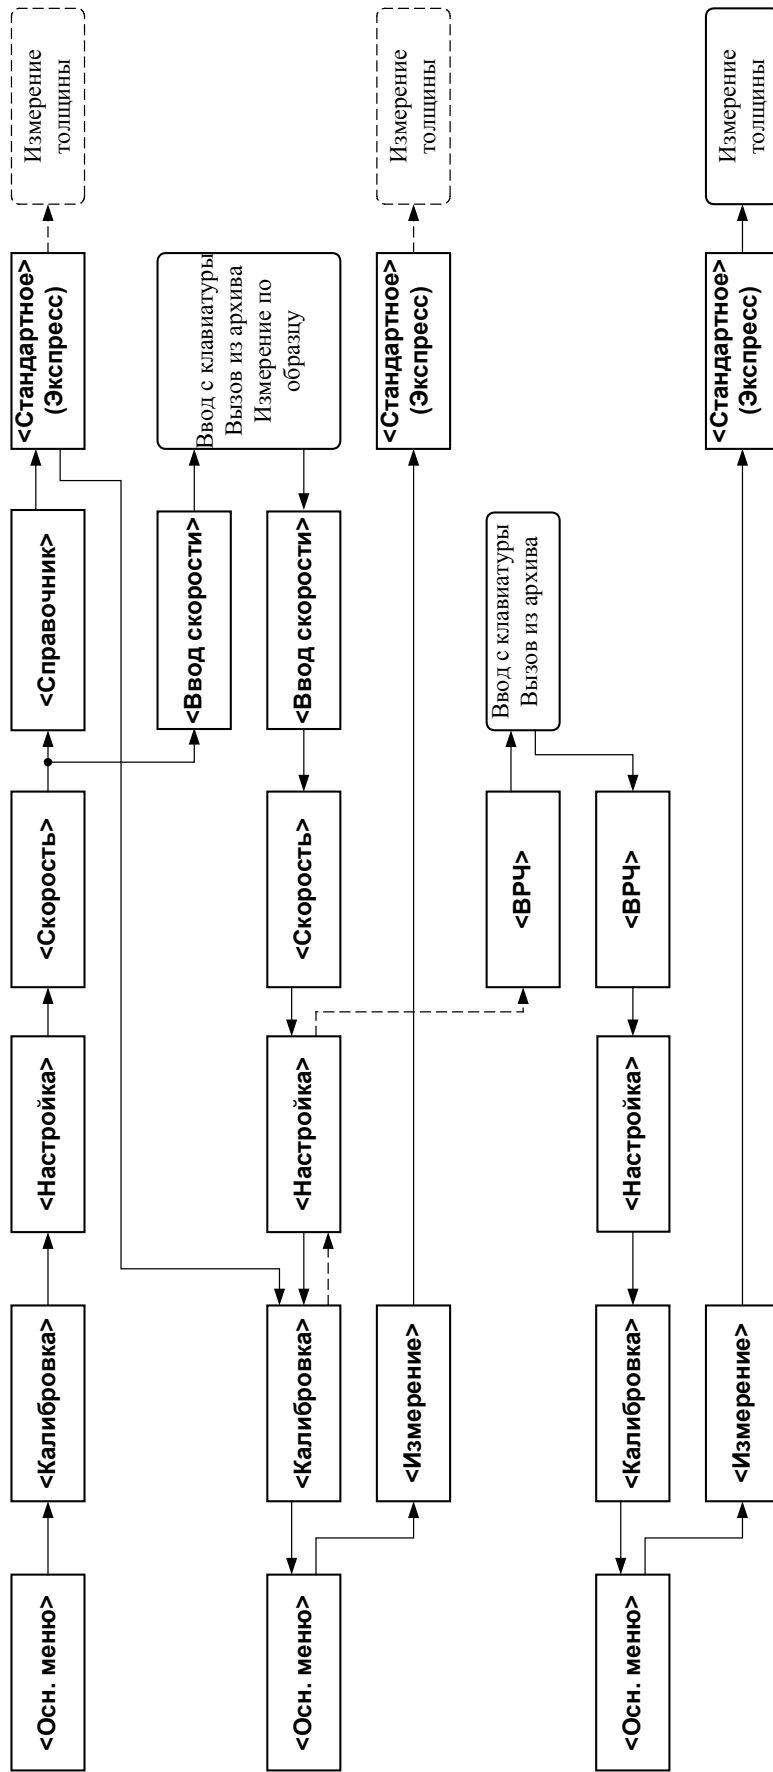 <Осн. меню>
<Калибровка>
<Настройка>
<Скорость>
<Справочник>
<Стандартное>
(Экспресс)
Измерение
толщины
<Ввод скорости>
Ввод с клавиатуры
Вызов из архива
Измерение по
образцу
<Осн. меню>
<Калибровка>
<Настройка>
<Скорость>
<Ввод скорости>
<Измерение>
<Стандартное>
(Экспресс)
Измерение
толщины
<ВРЧ>
Ввод с клавиатуры
Вызов из архива
<Осн. меню>
<Калибровка>
<Настройка>
<ВРЧ>
<Измерение>
<Стандартное>
(Экспресс)
Измерение
толщины